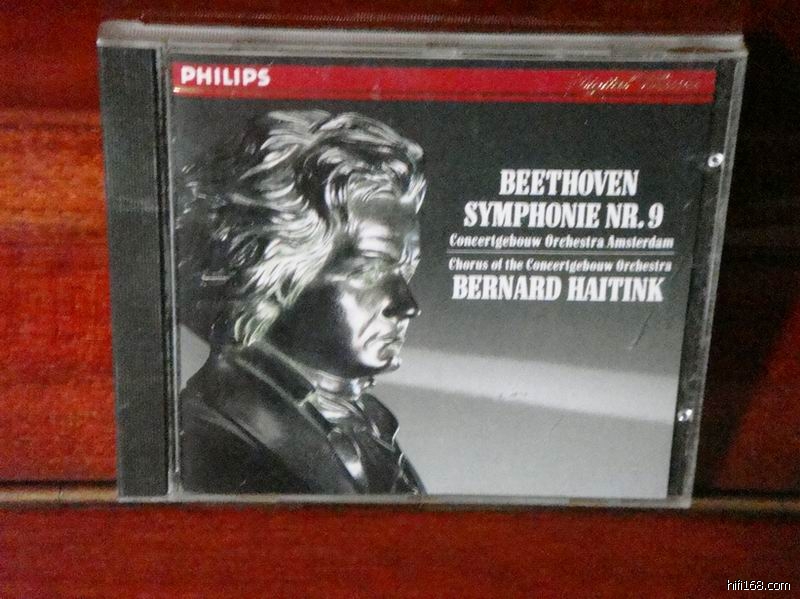 PHILIPS
Digital Classics
BEETHOVEN
SYMPHONIE NR. 9
Concertgebouw Orchestra Amsterdam
Chorus of the Concertgebouw Orchestra
BERNARD HAITINK
hifi168.com